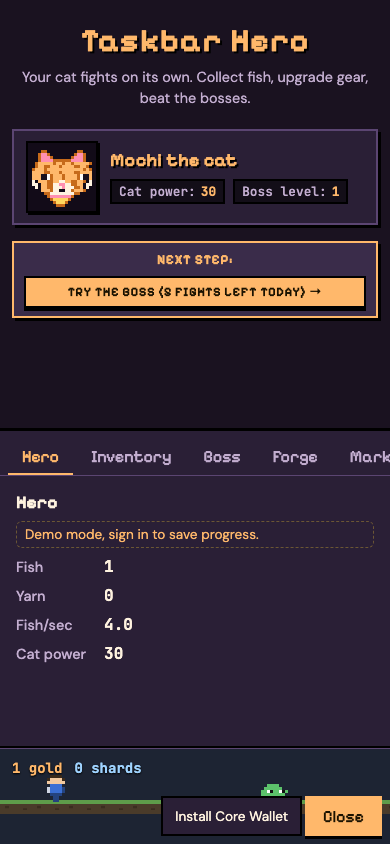 Taskbar Hero
Your cat fights on its own. Collect fish, upgrade gear,
beat the bosses.
Mochi the cat
Cat power: 30
Boss level: 1
NEXT STEP:
TRY THE BOSS (5 FIGHTS LEFT TODAY) →
Hero
Inventory
Boss
Forge
Mark
Hero
Demo mode, sign in to save progress.
Fish 1
Yarn 0
Fish/sec 4.0
Cat power 30
1 gold 0 shards
Install Core Wallet
Close